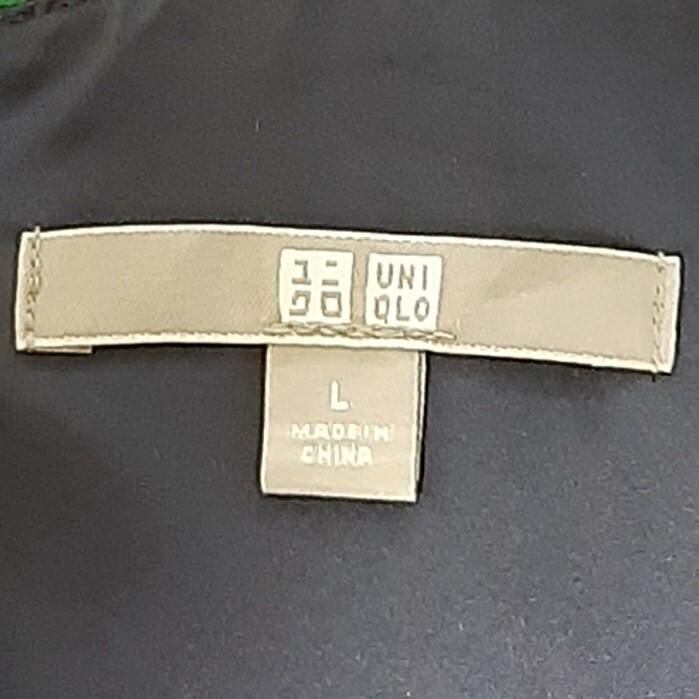 ユニ UNI
クロ QLO
L
MADE IN
CHINA